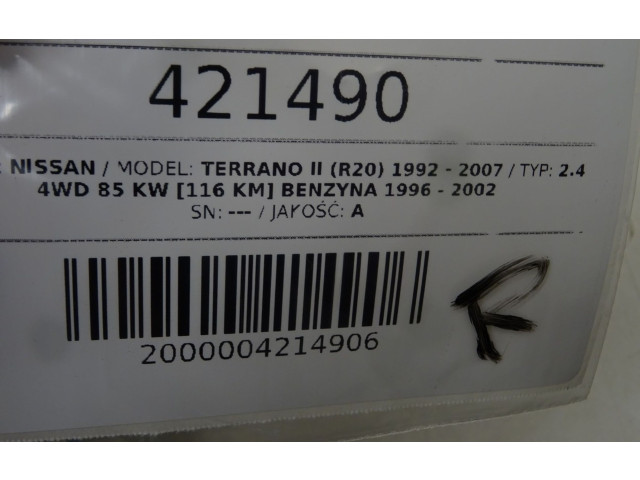 421490
: NISSAN / MODEL: TERRANO II (R20) 1992 - 2007 / TYP: 2.4
4WD 85 KW [116 KM] BENZYNA 1996 - 2002
SN: --- / JAKOŚĆ: A
2000004214906
R